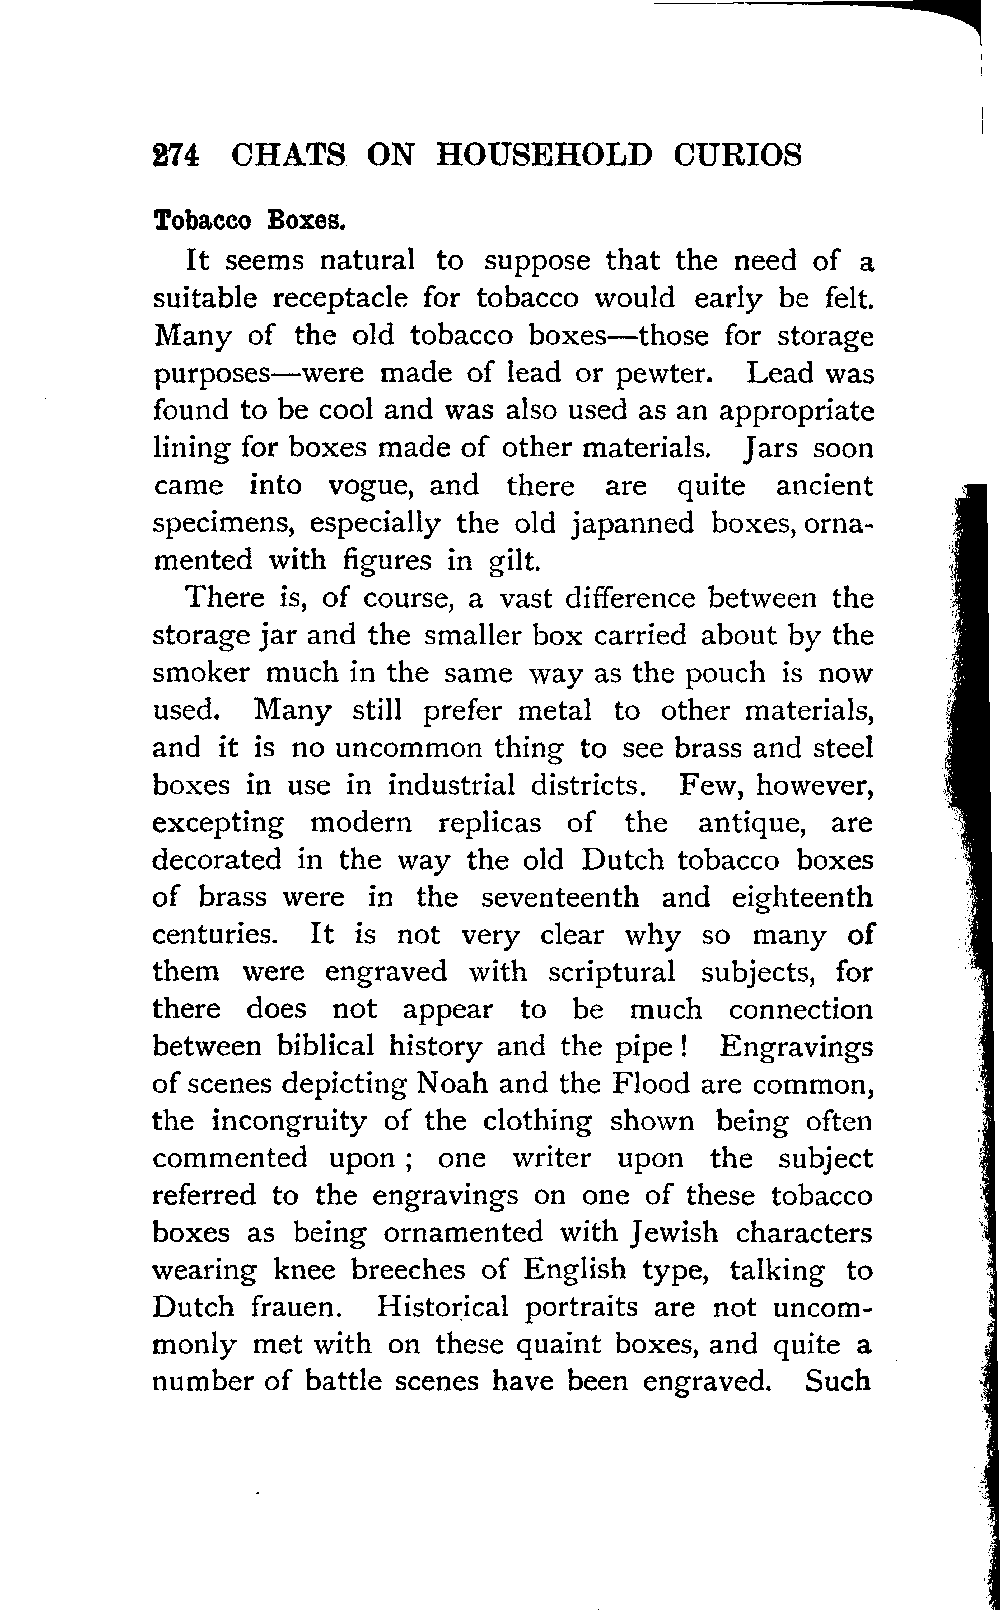 274 CHATS ON HOUSEHOLD CURIOS
Tobacco Boxes.
It seems natural to suppose that the need of a
suitable receptacle for tobacco would early be felt.
Many of the old tobacco boxes—those for storage
purposes—were made of lead or pewter. Lead was
found to be cool and was also used as an appropriate
lining for boxes made of other materials. Jars soon
came into vogue, and there are quite ancient
specimens, especially the old japanned boxes, orna-
mented with figures in gilt.
There is, of course, a vast difference between the
storage jar and the smaller box carried about by the
smoker much in the same way as the pouch is now
used. Many still prefer metal to other materials,
and it is no uncommon thing to see brass and steel
boxes in use in industrial districts. Few, however,
excepting modern replicas of the antique, are
decorated in the way the old Dutch tobacco boxes
of brass were in the seventeenth and eighteenth
centuries. It is not very clear why so many of
them were engraved with scriptural subjects, for
there does not appear to be much connection
between biblical history and the pipe ! Engravings
of scenes depicting Noah and the Flood are common,
the incongruity of the clothing shown being often
commented upon ; one writer upon the subject
referred to the engravings on one of these tobacco
boxes as being ornamented with Jewish characters
wearing knee breeches of English type, talking to
Dutch frauen. Historical portraits are not uncom-
monly met with on these quaint boxes, and quite a
number of battle scenes have been engraved. Such